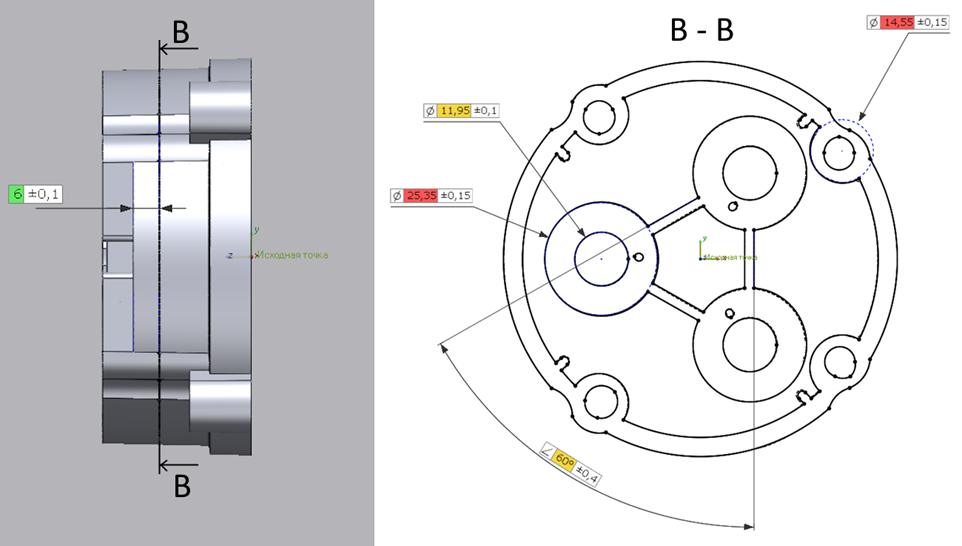 B
6 ±0,1
y
z
x
Исходная точка
B
B - B
⌀ 14,55 ±0,15
⌀ 11,95 ±0,1
⌀ 25,35 ±0,15
y
Исходная точка
∠ 60° ±0,4